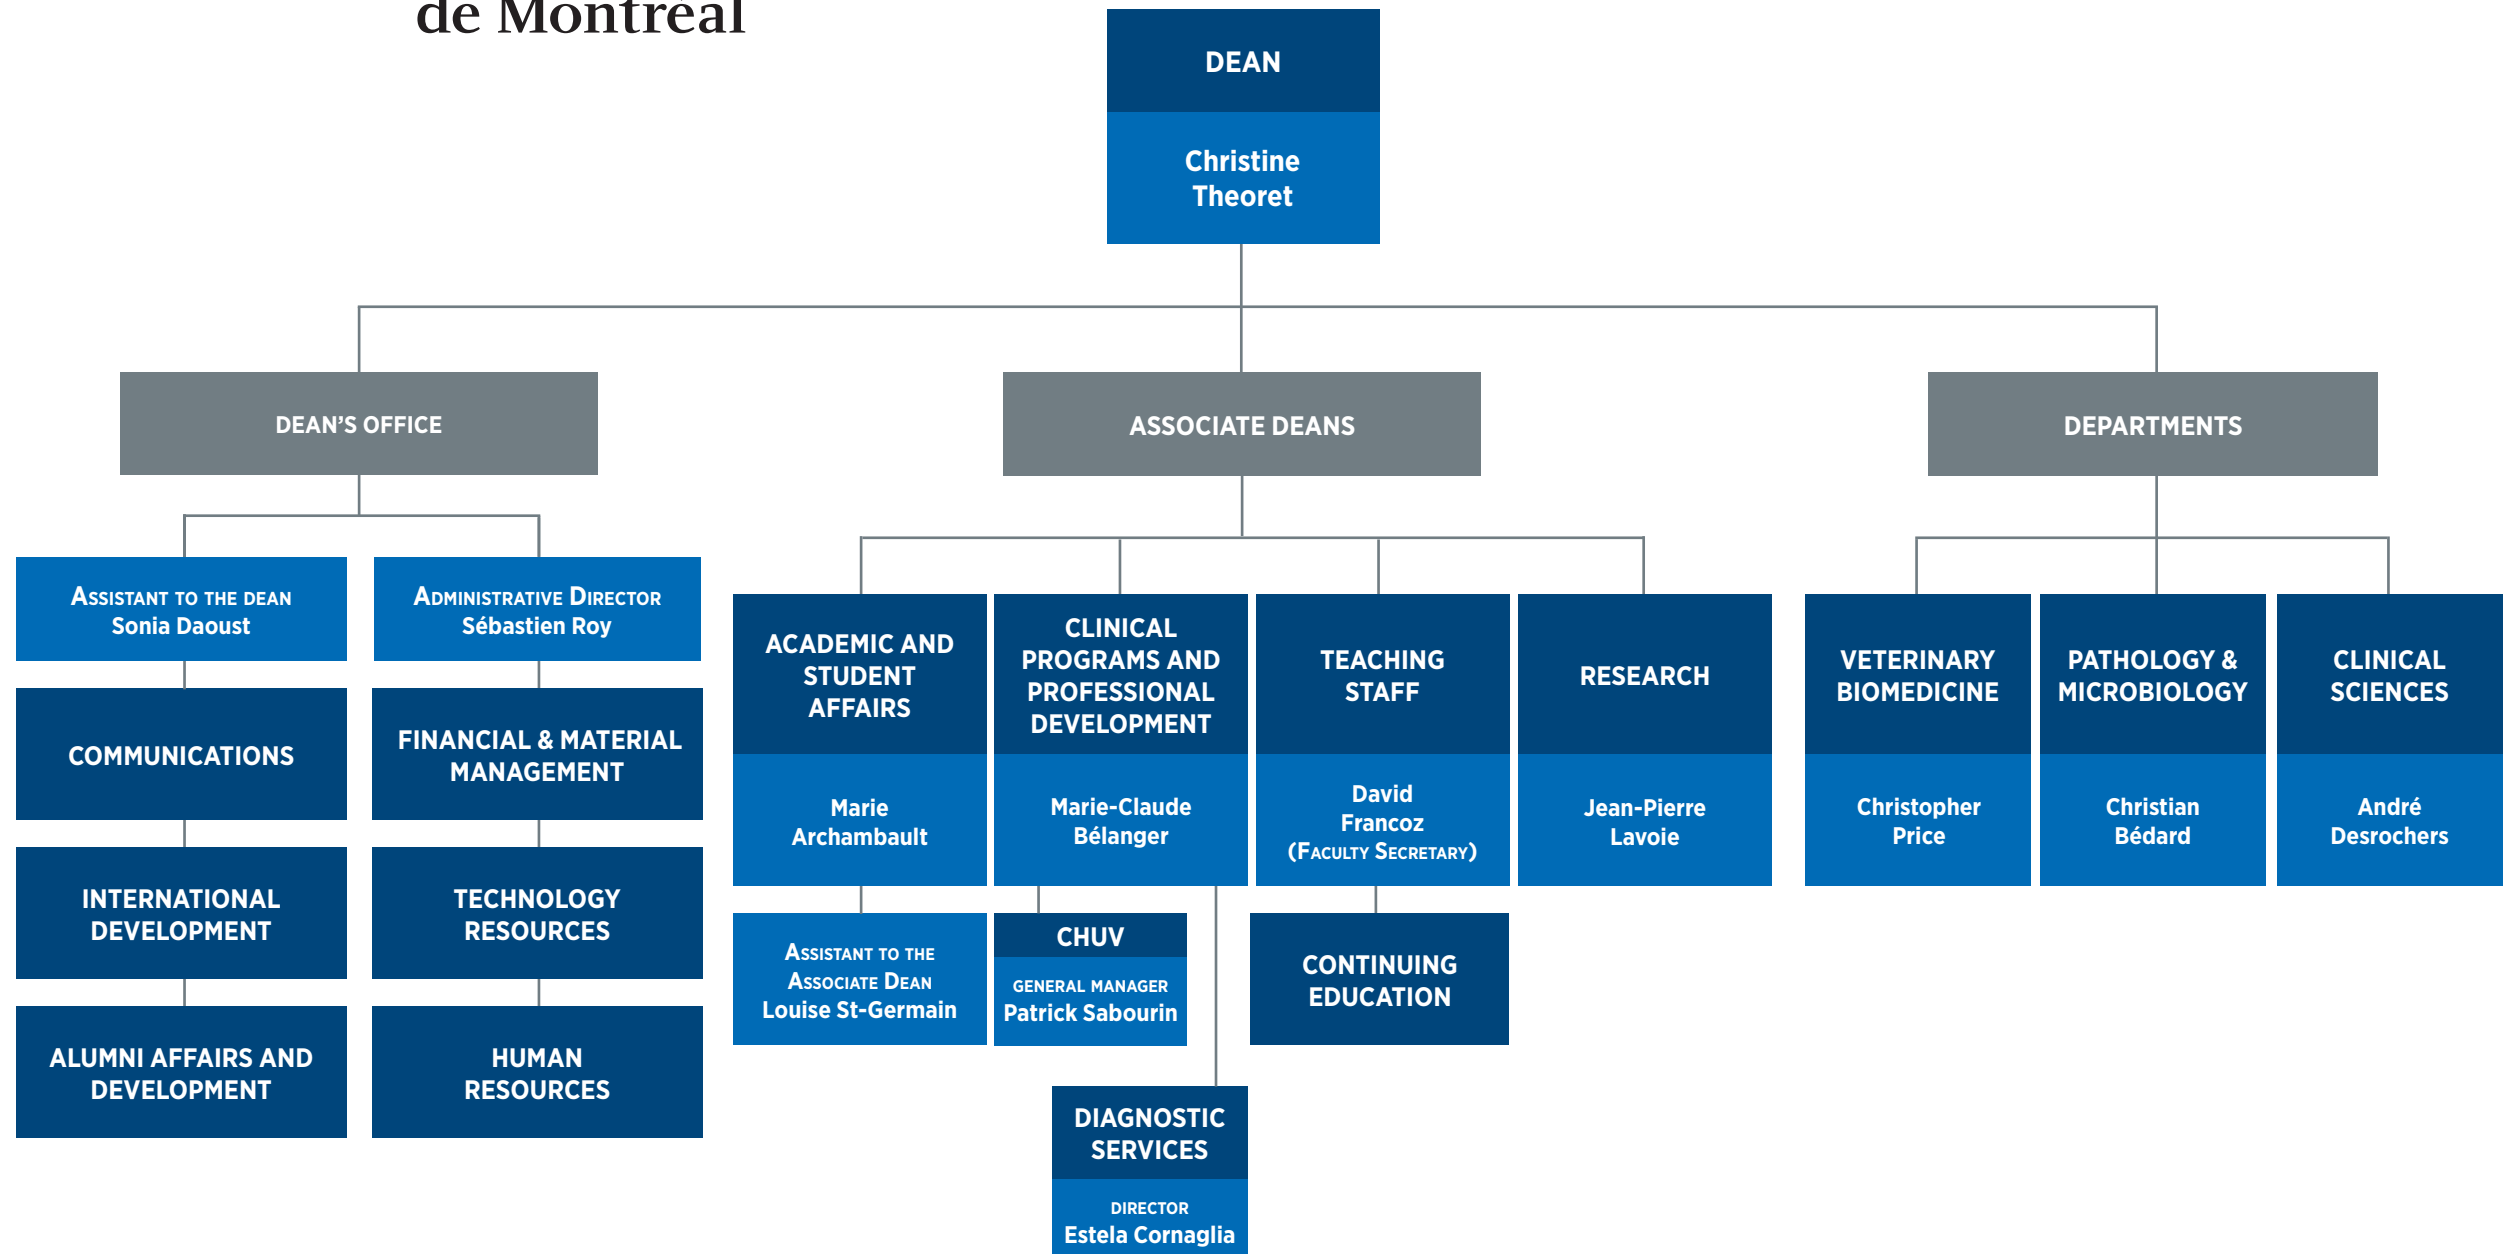 de Montréal
DEAN
Christine
Theoret
DEAN’S OFFICE
ASSOCIATE DEANS
DEPARTMENTS
Assistant to the dean
Sonia Daoust
Administrative Director
Sébastien Roy
COMMUNICATIONS
FINANCIAL & MATERIAL
MANAGEMENT
INTERNATIONAL
DEVELOPMENT
TECHNOLOGY
RESOURCES
ALUMNI AFFAIRS AND
DEVELOPMENT
HUMAN
RESOURCES
ACADEMIC AND
STUDENT
AFFAIRS
Marie
Archambault
Assistant to the
Associate Dean
Louise St-Germain
CLINICAL
PROGRAMS AND
PROFESSIONAL
DEVELOPMENT
Marie-Claude
Bélanger
CHUV
general manager
Patrick Sabourin
DIAGNOSTIC
SERVICES
director
Estela Cornaglia
TEACHING
STAFF
David
Francoz
(Faculty Secretary)
CONTINUING
EDUCATION
RESEARCH
Jean-Pierre
Lavoie
VETERINARY
BIOMEDICINE
Christopher
Price
PATHOLOGY &
MICROBIOLOGY
Christian
Bédard
CLINICAL
SCIENCES
André
Desrochers